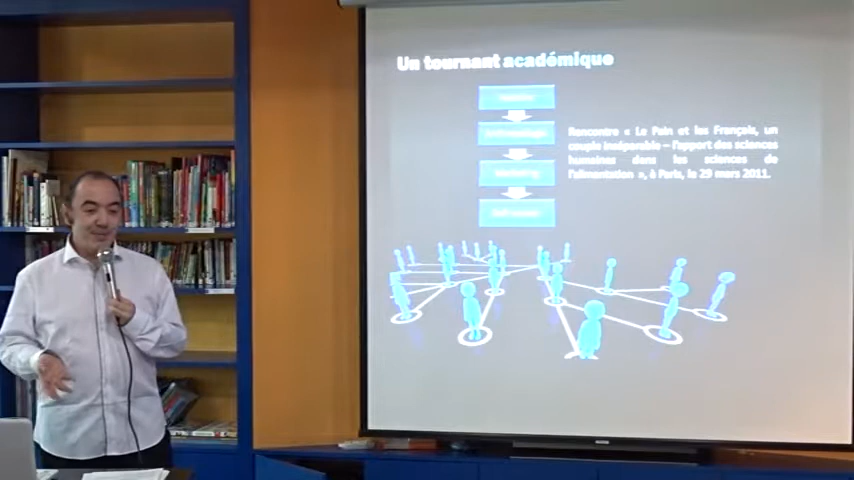 Un tournant académique
Rencontre « Le Pain et les Français, un
couple inséparable – l'apport des sciences
humaines dans les sciences de
l'alimentation », à Paris, le 29 mars 2011.
Marketing